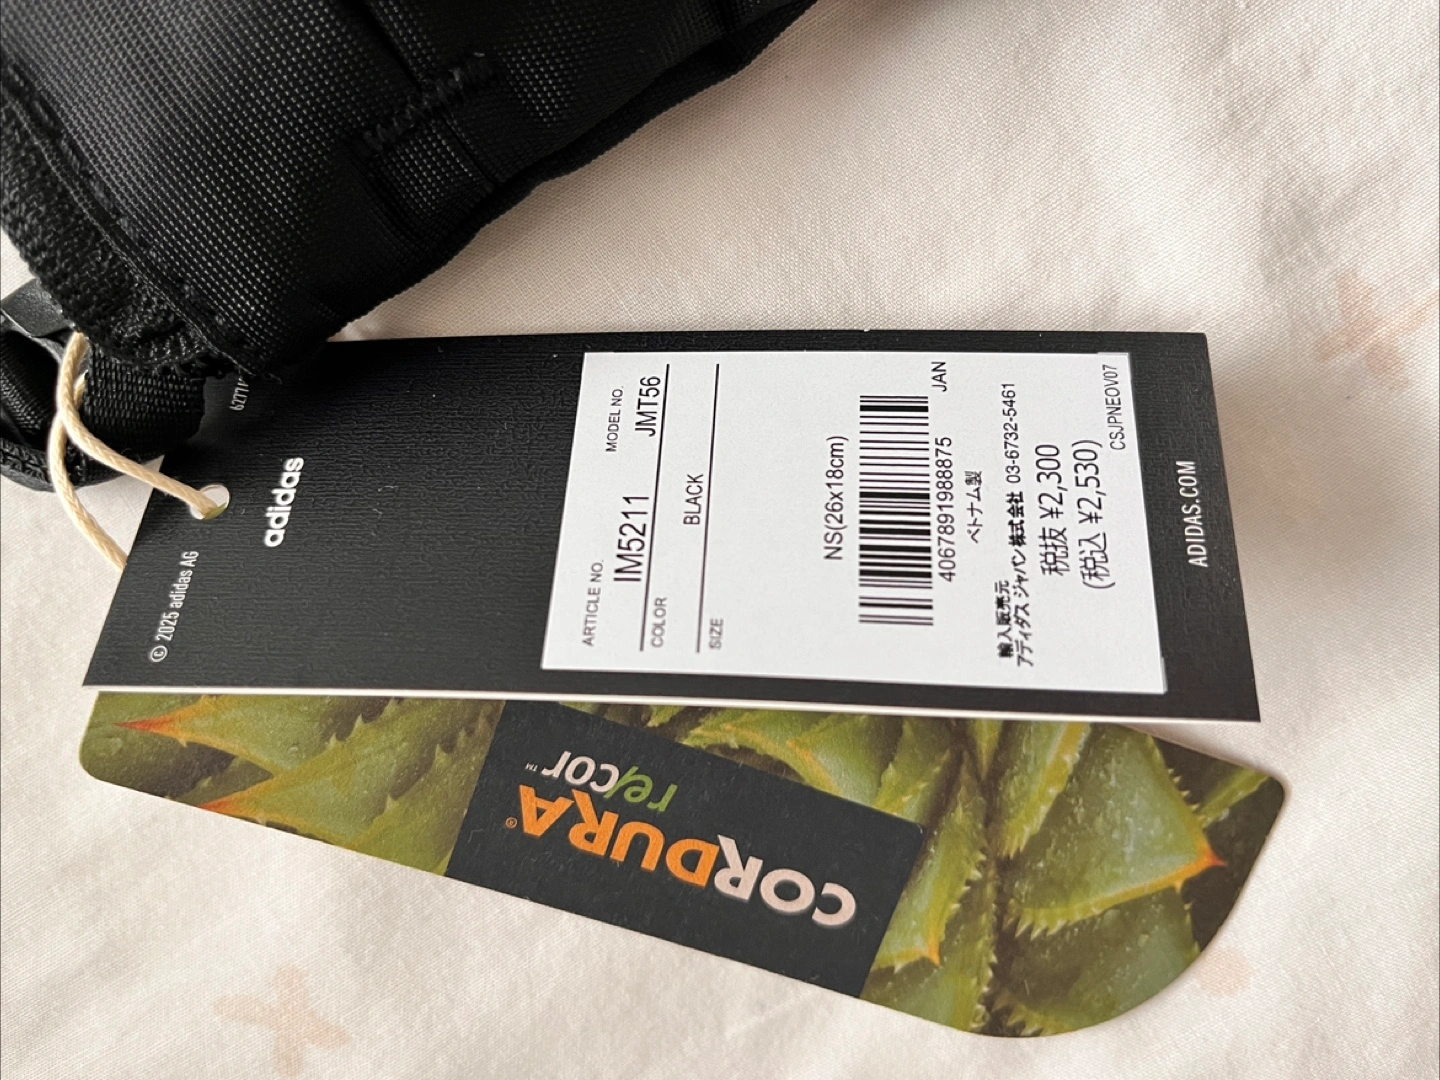 © 2025 adidas AG
adidas
ARTICLE NO. MODEL NO.
IM5211 JMT56
COLOR
BLACK
SIZE
NS(26x18cm)
4067891988875 JAN
ベトナム製
輸入販売元
アディダス ジャパン 株式会社 03-6732-5461
税抜 ¥2,300
(税込 ¥2,530)
CSJPNEOV07
ADIDAS.COM
CORDURA®
re/cor™